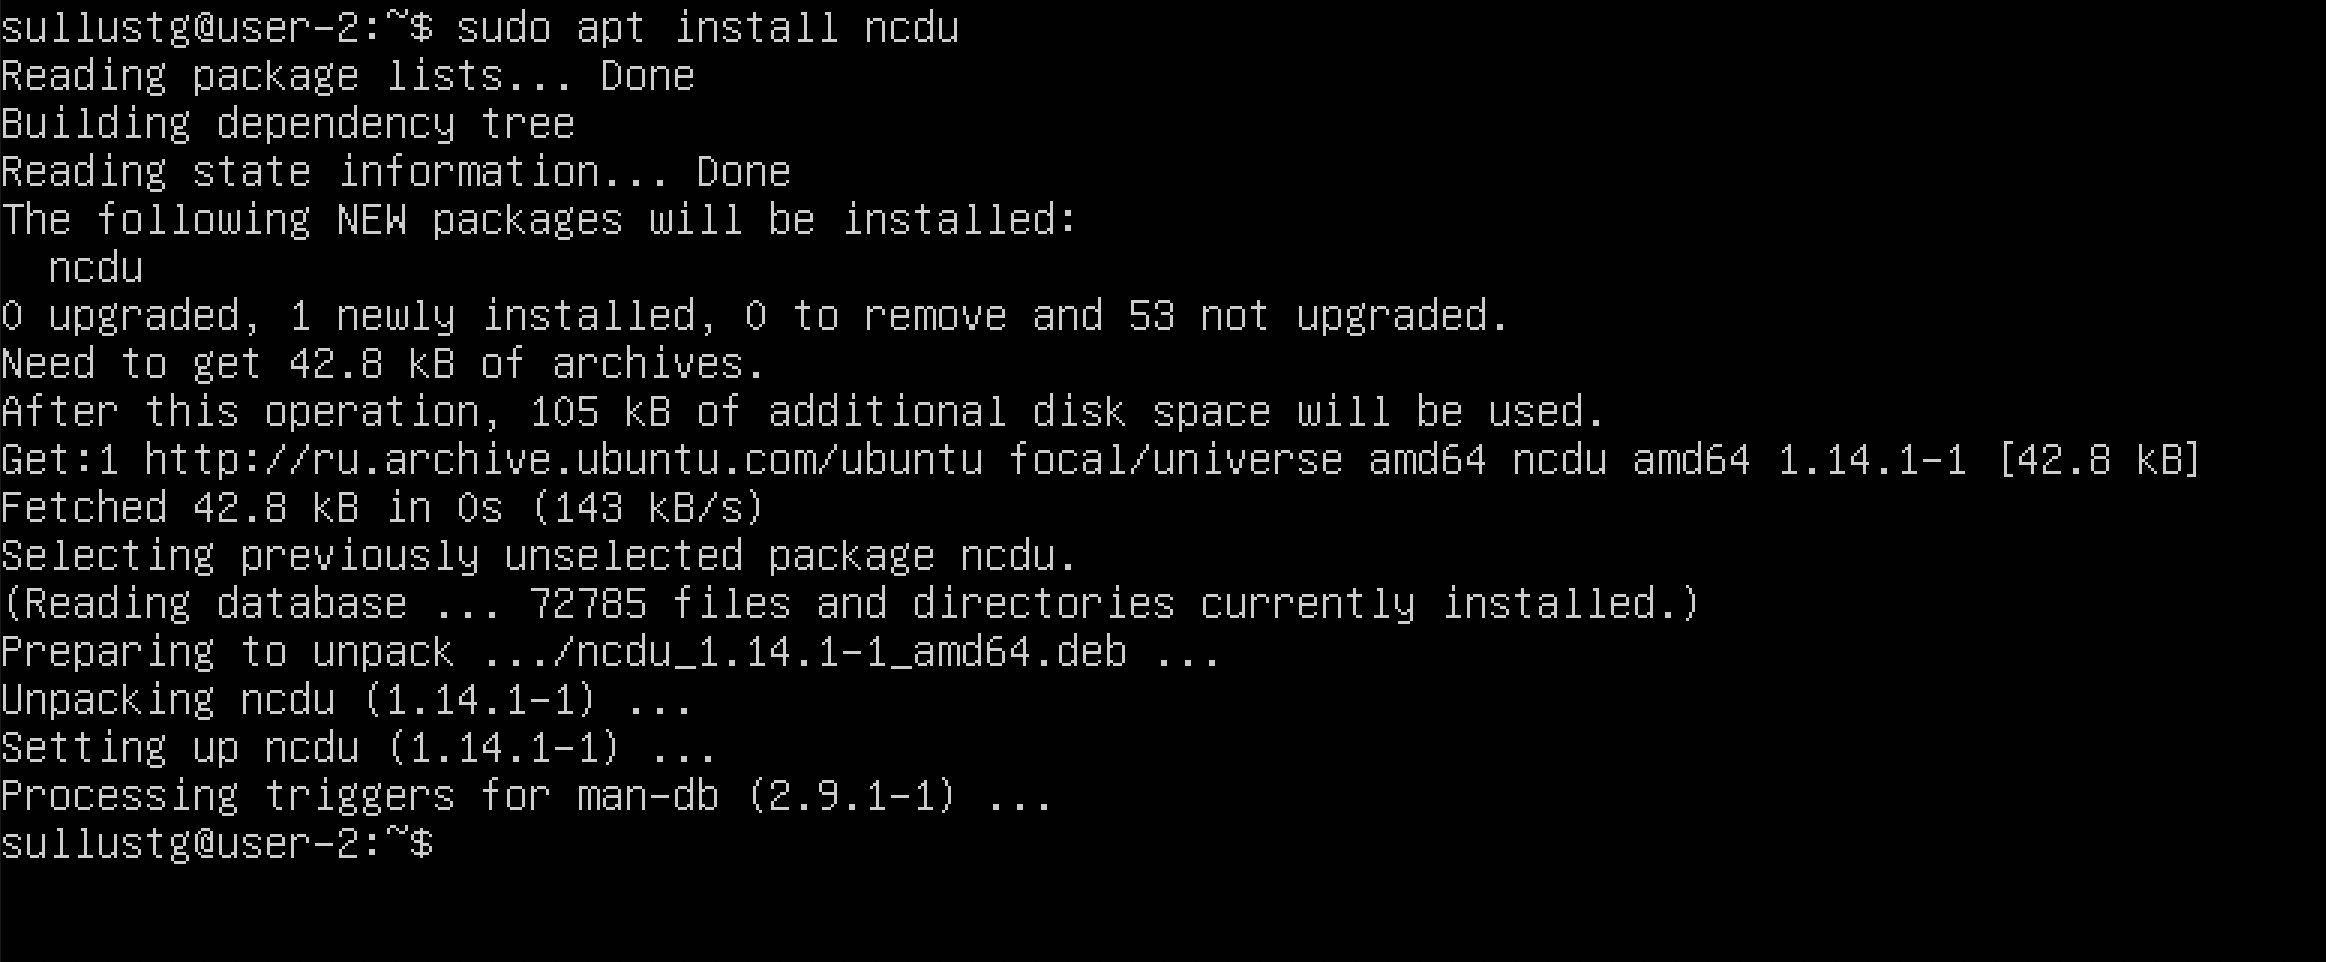 sullustg@user-2:~$ sudo apt install ncdu
Reading package lists... Done
Building dependency tree
Reading state information... Done
The following NEW packages will be installed:
  ncdu
0 upgraded, 1 newly installed, 0 to remove and 53 not upgraded.
Need to get 42.8 kB of archives.
After this operation, 105 kB of additional disk space will be used.
Get:1 http://ru.archive.ubuntu.com/ubuntu focal/universe amd64 ncdu amd64 1.14.1-1 [42.8 kB]
Fetched 42.8 kB in 0s (143 kB/s)
Selecting previously unselected package ncdu.
(Reading database ... 72785 files and directories currently installed.)
Preparing to unpack .../ncdu_1.14.1-1_amd64.deb ...
Unpacking ncdu (1.14.1-1) ...
Setting up ncdu (1.14.1-1) ...
Processing triggers for man-db (2.9.1-1) ...
sullustg@user-2:~$